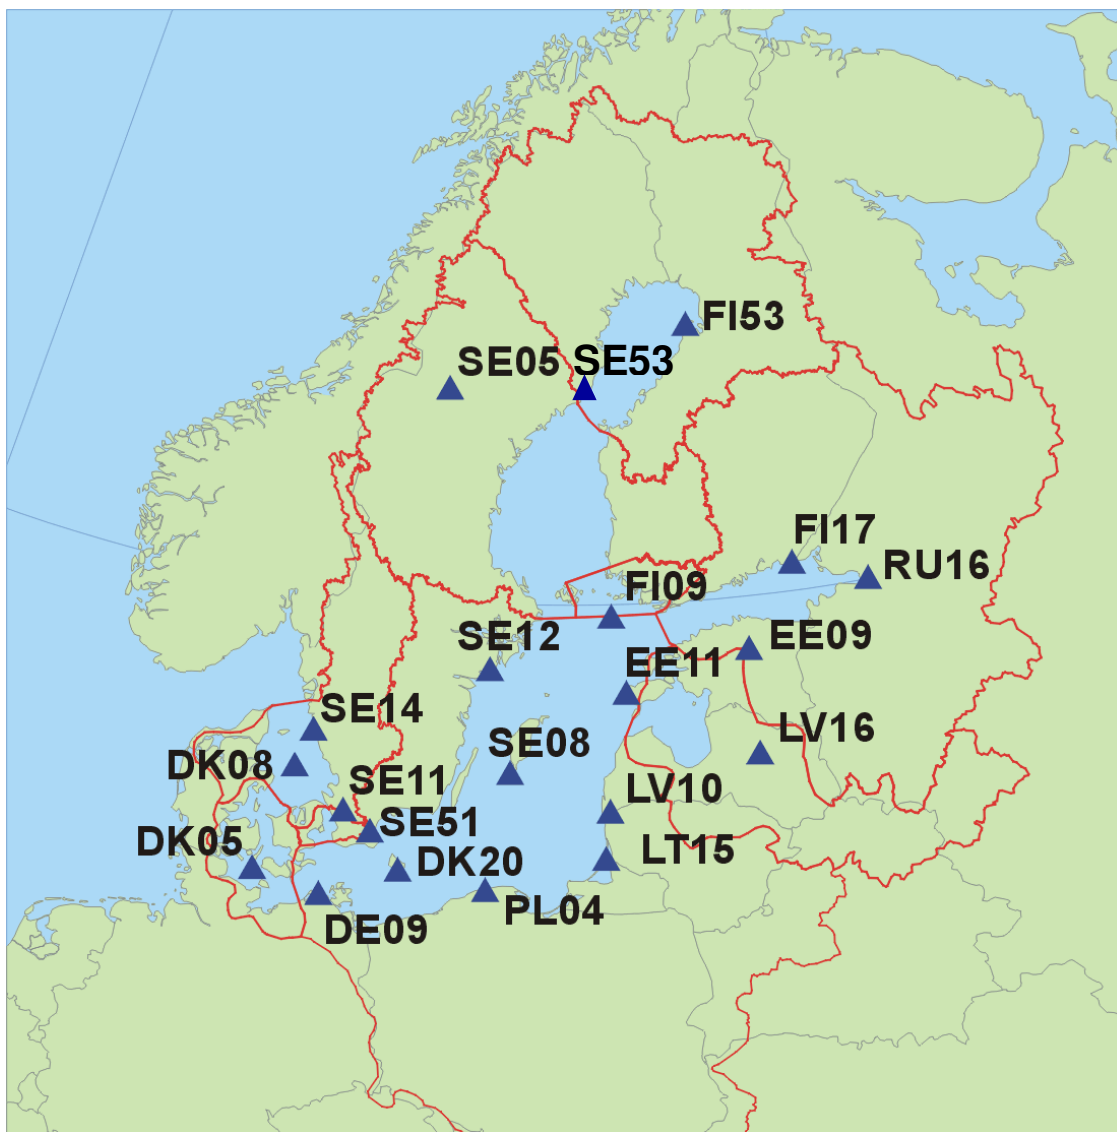 FI53
SE05
SE53
FI17
RU16
FI09
SE12
EE09
EE11
SE14
SE08
LV16
DK08
SE11
LV10
SE51
DK05
LT15
DK20
PL04
DE09